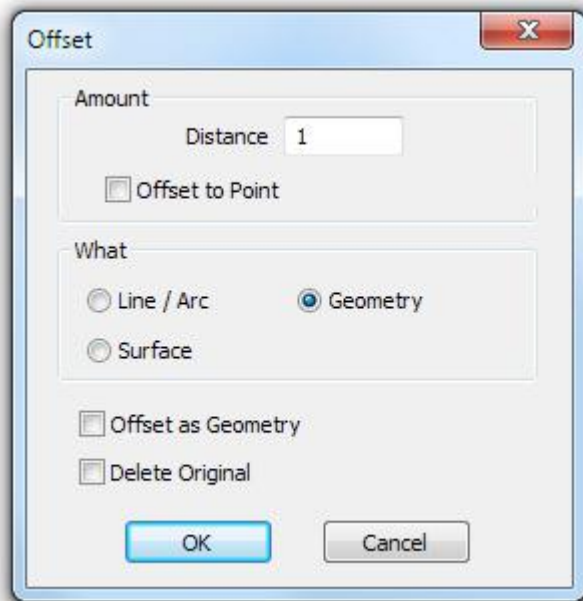 Offset
Amount
Distance 1
Offset to Point
What
Line / Arc Geometry
Surface
Offset as Geometry
Delete Original
OK Cancel